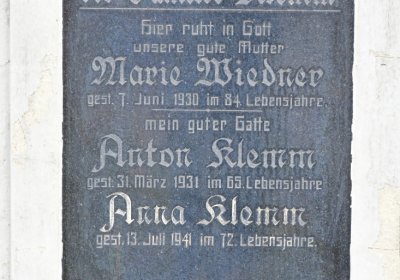 Hier ruht in Gott
unsere gute Mutter
Marie Wiedner
gest. 7. Juni 1930 im 84. Lebensjahre.
mein guter Gatte
Anton Klemm
gest. 31. März 1931 im 65. Lebensjahre
Anna Klemm
gest. 13. Juli 1941 im 72. Lebensjahre.